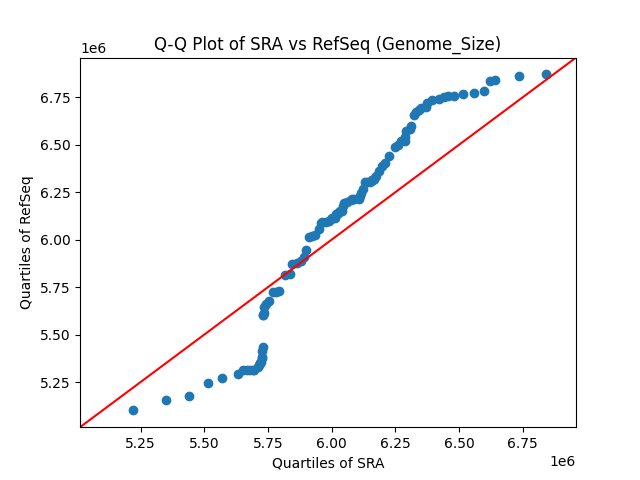 Q-Q Plot of SRA vs RefSeq (Genome_Size)
1e6
6.75
6.50
6.25
6.00
5.75
5.50
5.25
Quartiles of RefSeq
5.25 5.50 5.75 6.00 6.25 6.50 6.75
Quartiles of SRA
1e6